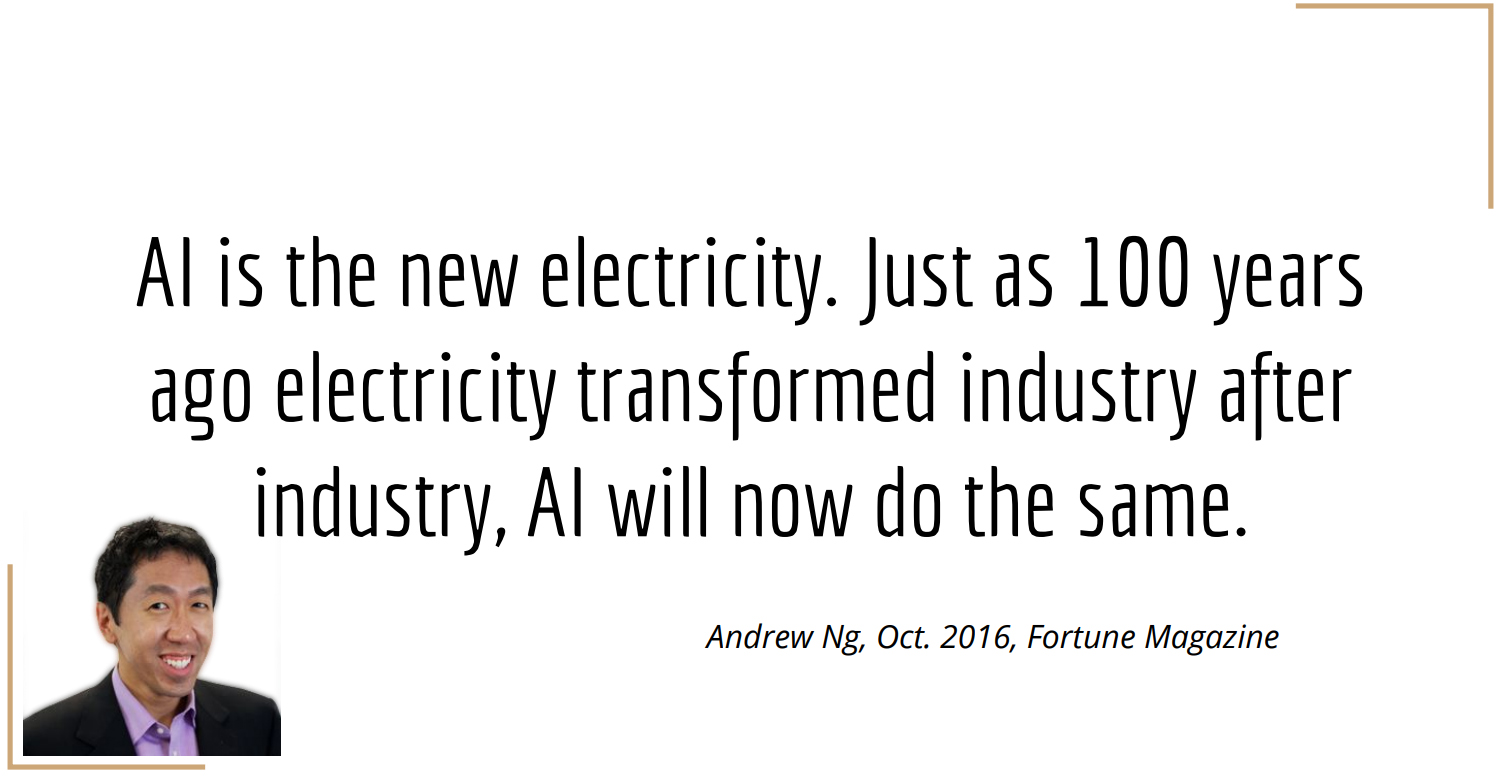 AI is the new electricity. Just as 100 years
ago electricity transformed industry after
industry, AI will now do the same.
Andrew Ng, Oct. 2016, Fortune Magazine